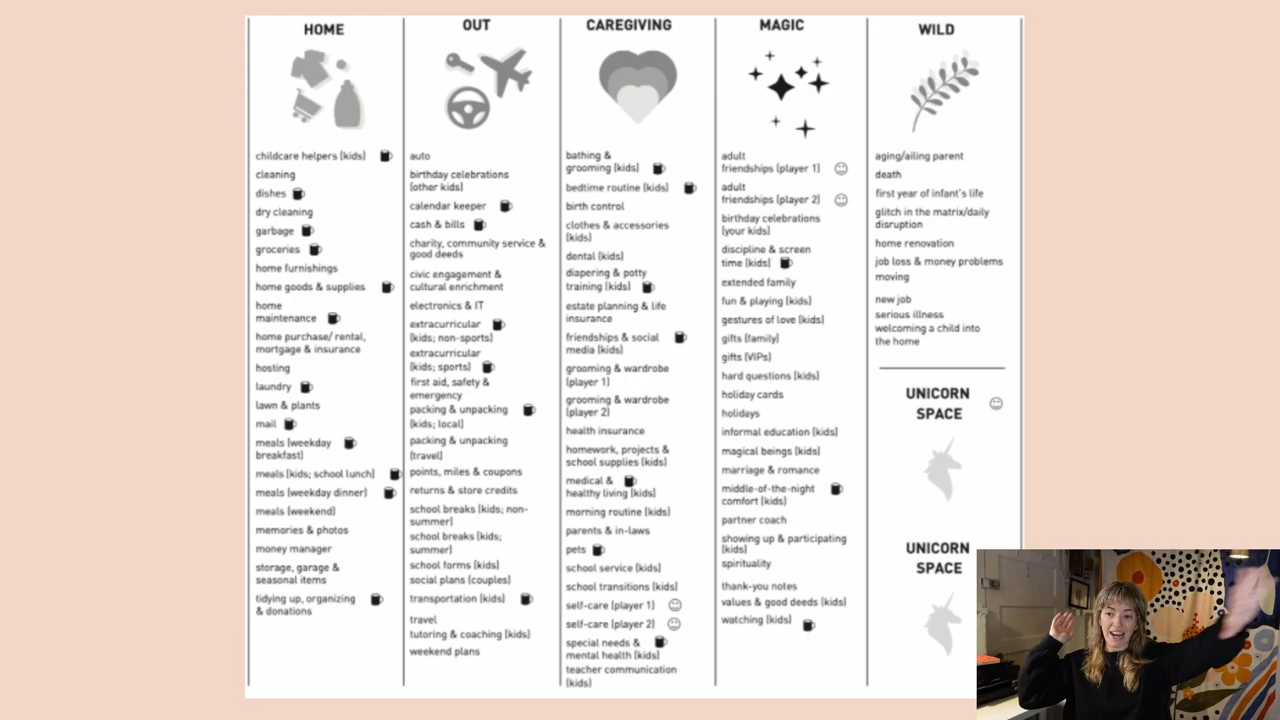 HOME
childcare helpers (kids)
cleaning
dishes
dry cleaning
garbage
groceries
home furnishings
home goods & supplies
home
maintenance
home purchase/ rental,
mortgage & insurance
hosting
laundry
lawn & plants
mail
meals (weekday
breakfast)
meals (kids; school lunch)
meals (weekday dinner)
meals (weekend)
memories & photos
money manager
storage, garage &
seasonal items
tidying up, organizing
& donations
OUT
auto
birthday celebrations
(other kids)
calendar keeper
cash & bills
charity, community service &
good deeds
civic engagement &
cultural enrichment
electronics & IT
extracurricular
(kids; non-sports)
extracurricular
(kids; sports)
first aid, safety &
emergency
packing & unpacking
(kids; local)
packing & unpacking
(travel)
points, miles & coupons
returns & store credits
school breaks (kids; non-
summer)
school breaks (kids;
summer)
school forms (kids)
social plans (couples)
transportation (kids)
travel
tutoring & coaching (kids)
weekend plans
CAREGIVING
bathing &
grooming (kids)
bedtime routine (kids)
birth control
clothes & accessories
(kids)
dental (kids)
diapering & potty
training (kids)
estate planning & life
insurance
friendships & social
media (kids)
grooming & wardrobe
(player 1)
grooming & wardrobe
(player 2)
health insurance
homework, projects &
school supplies (kids)
medical &
healthy living (kids)
morning routine (kids)
parents & in-laws
pets
school service (kids)
school transitions (kids)
self-care (player 1)
self-care (player 2)
special needs &
mental health (kids)
teacher communication
(kids)
MAGIC
adult
friendships (player 1)
adult
friendships (player 2)
birthday celebrations
(your kids)
discipline & screen
time (kids)
extended family
fun & playing (kids)
gestures of love (kids)
gifts (family)
gifts (VIPs)
hard questions (kids)
holiday cards
holidays
informal education (kids)
magical beings (kids)
marriage & romance
middle-of-the-night
comfort (kids)
partner coach
showing up & participating
(kids)
spirituality
thank-you notes
values & good deeds (kids)
watching (kids)
WILD
aging/ailing parent
death
first year of infant's life
glitch in the matrix/daily
disruption
home renovation
job loss & money problems
moving
new job
serious illness
welcoming a child into
the home
UNICORN
SPACE
UNICORN
SPACE